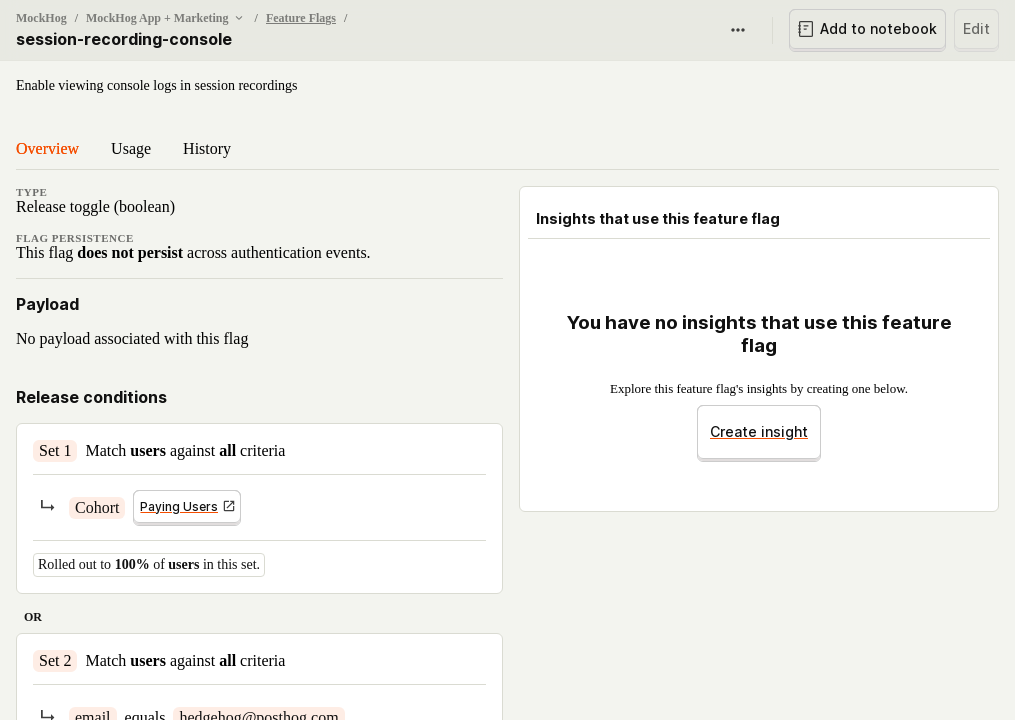 MockHog / MockHog App + Marketing / Feature Flags /
session-recording-console
Add to notebook
Edit
Enable viewing console logs in session recordings
Overview Usage History
TYPE
Release toggle (boolean)
FLAG PERSISTENCE
This flag does not persist across authentication events.
Payload
No payload associated with this flag
Release conditions
Set 1 Match users against all criteria
Cohort Paying Users
Rolled out to 100% of users in this set.
OR
Set 2 Match users against all criteria
email equals hedgehog@posthog.com
Insights that use this feature flag
You have no insights that use this feature
flag
Explore this feature flag's insights by creating one below.
Create insight